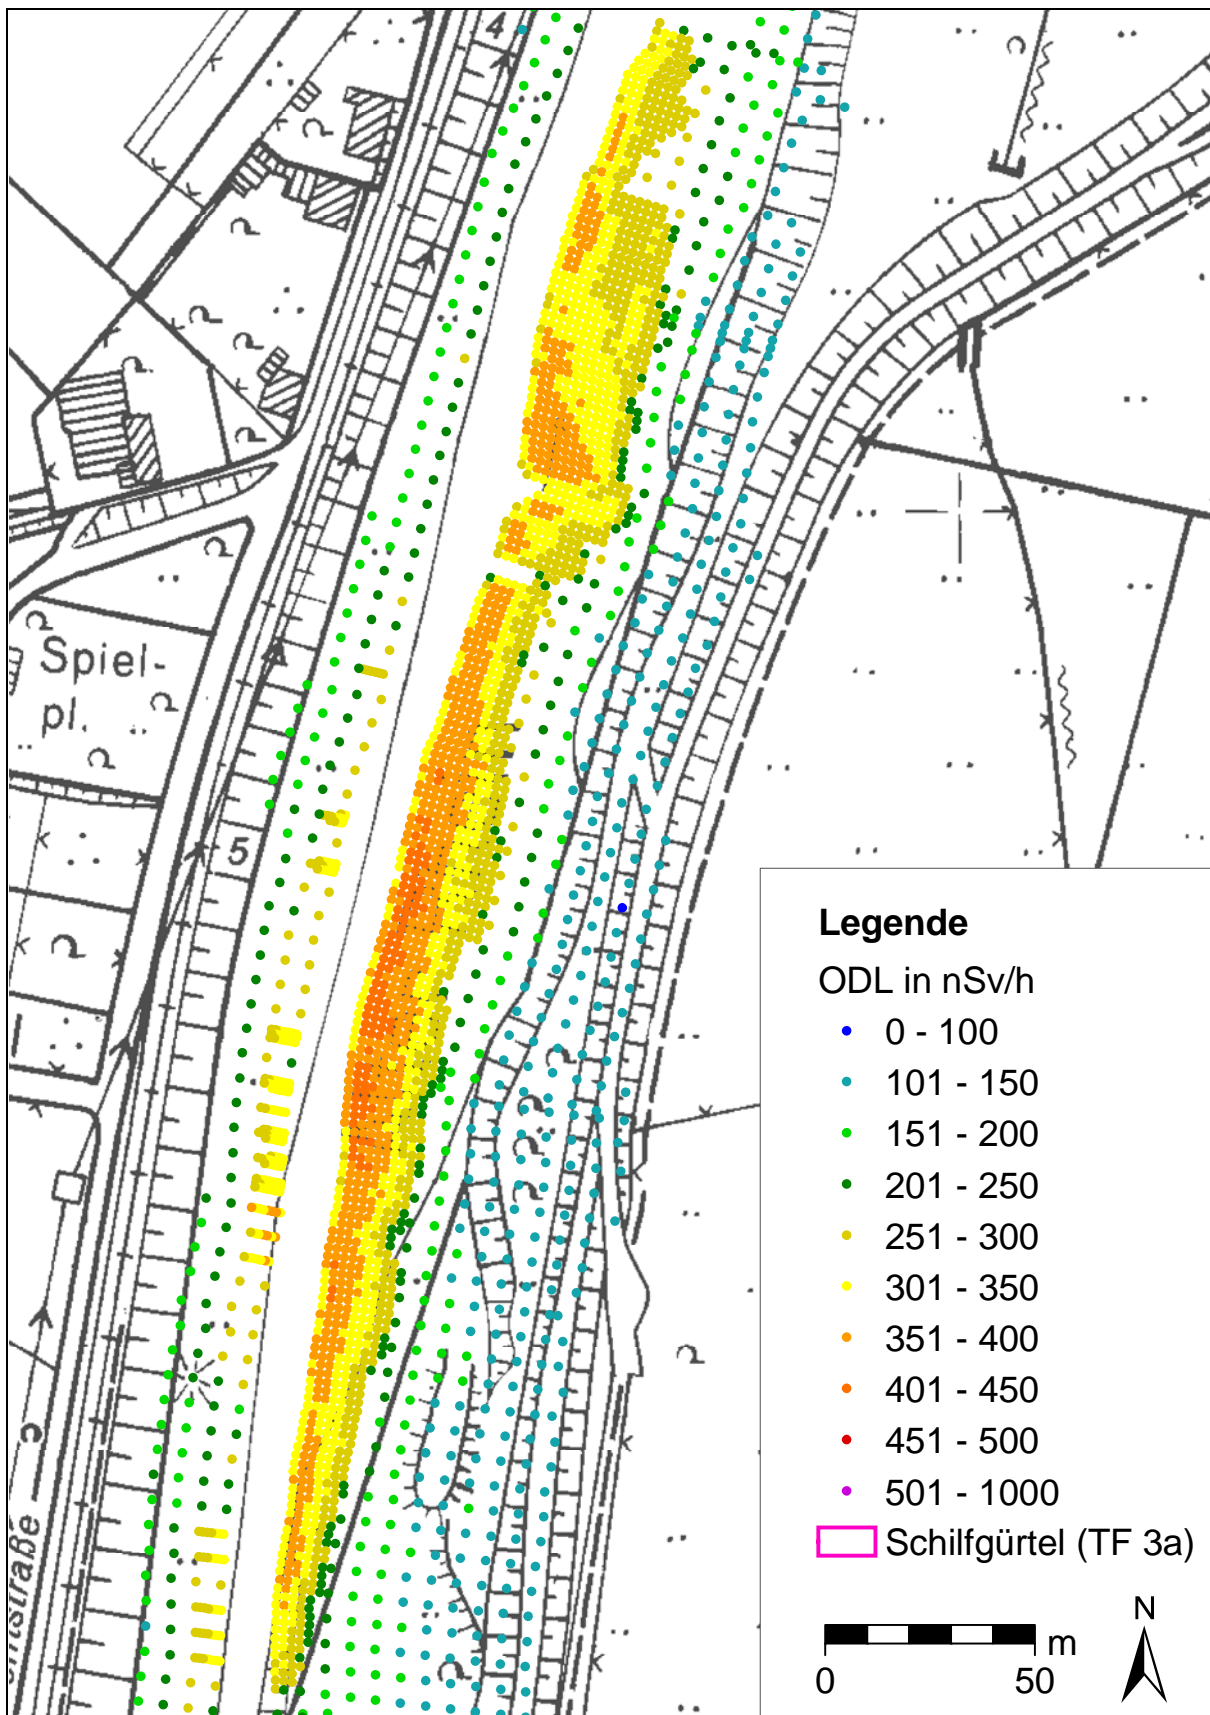 4
Spiel-
pl.
5
Legende
ODL in nSv/h
0 - 100
101 - 150
151 - 200
201 - 250
251 - 300
301 - 350
351 - 400
401 - 450
451 - 500
501 - 1000
Schilfgürtel (TF 3a)
N
m
0 50